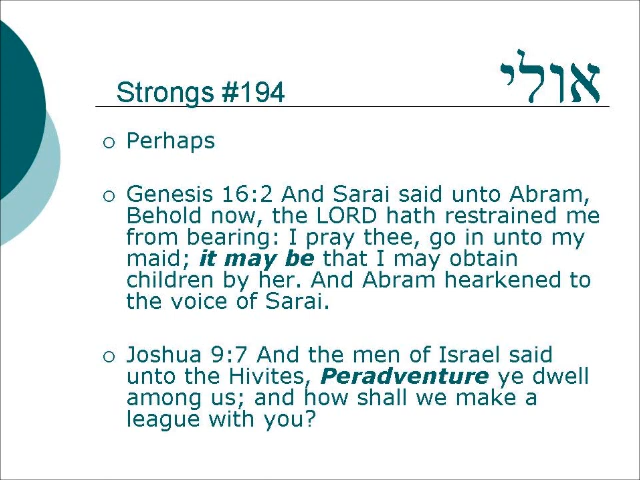 Strongs #194 אולי
Perhaps
Genesis 16:2 And Sarai said unto Abram,
Behold now, the LORD hath restrained me
from bearing: I pray thee, go in unto my
maid; it may be that I may obtain
children by her. And Abram hearkened to
the voice of Sarai.
Joshua 9:7 And the men of Israel said
unto the Hivites, Peradventure ye dwell
among us; and how shall we make a
league with you?